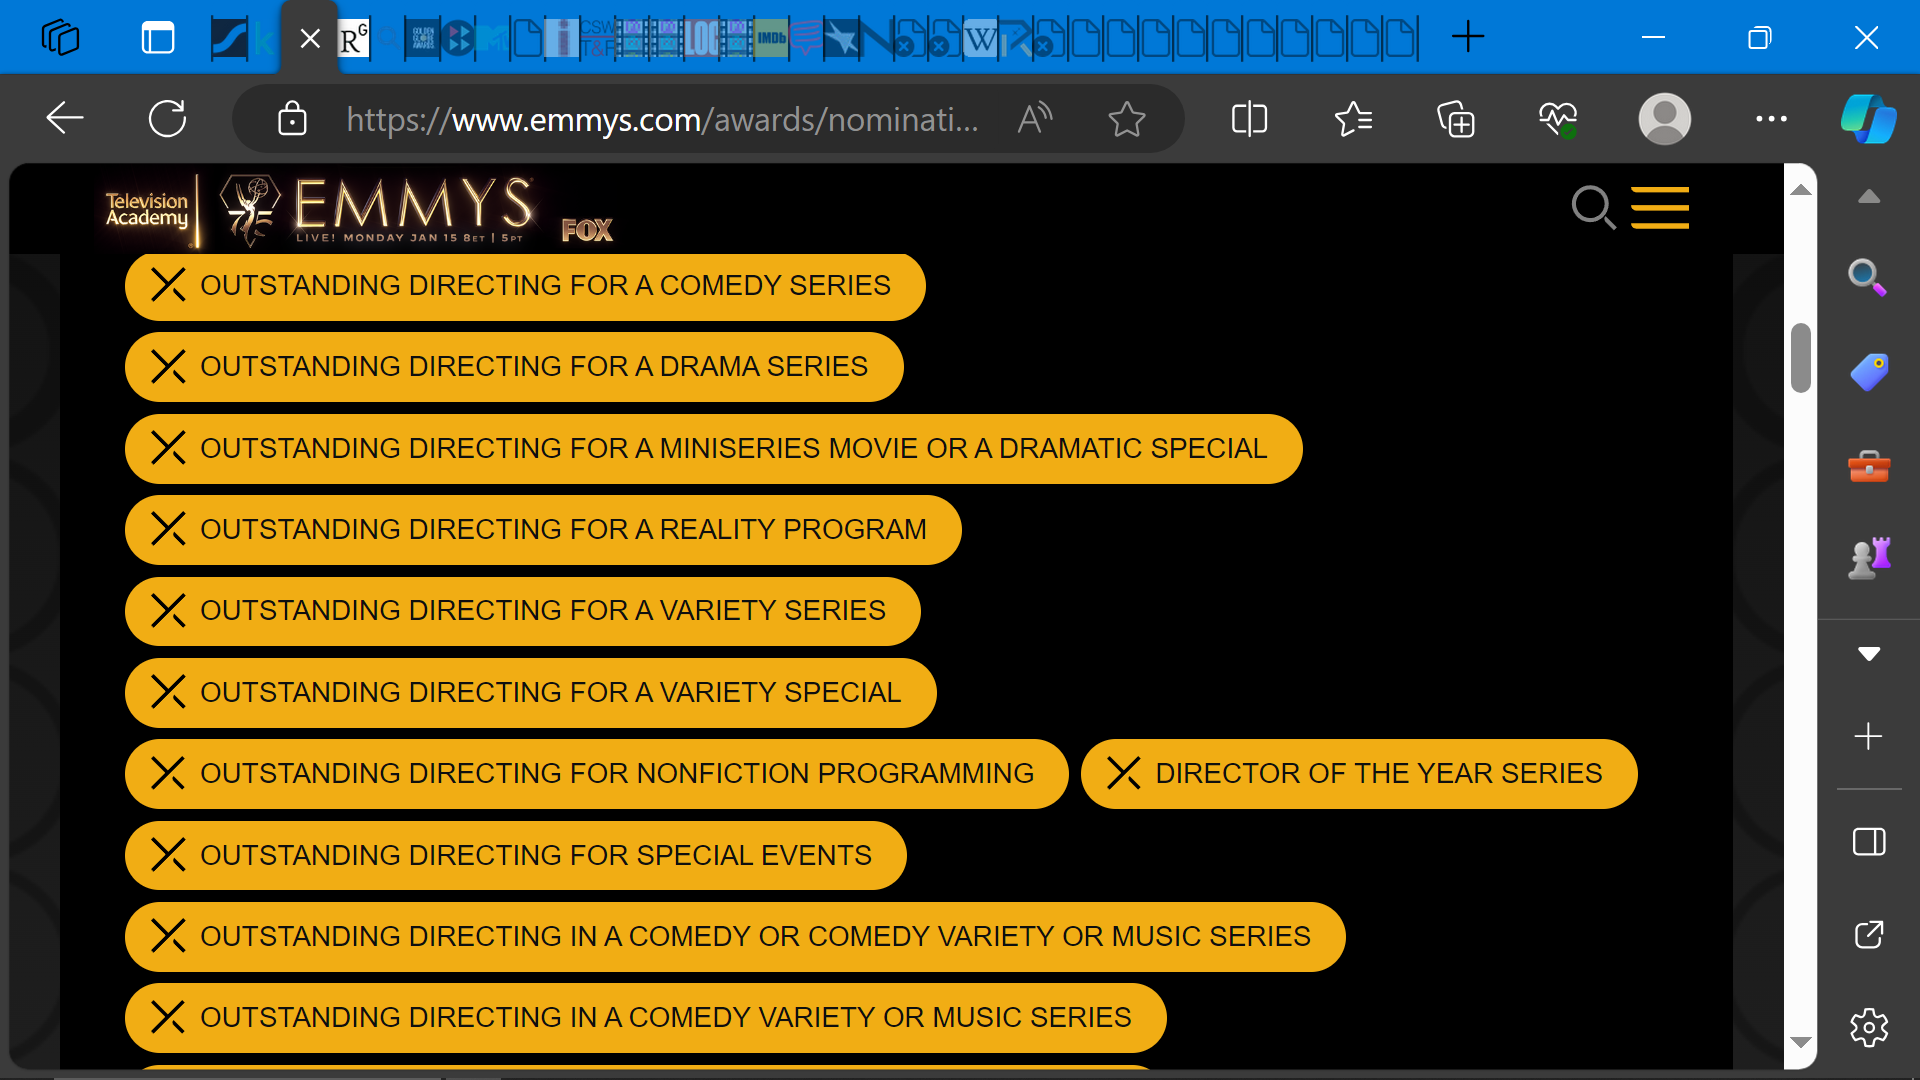 CSW
T&F
LOC
IMDb
W
https://www.emmys.com/awards/nominati...
Television
Academy
EMMYS
LIVE! MONDAY JAN 15 8ET | 5PT
FOX
OUTSTANDING DIRECTING FOR A COMEDY SERIES
OUTSTANDING DIRECTING FOR A DRAMA SERIES
OUTSTANDING DIRECTING FOR A MINISERIES MOVIE OR A DRAMATIC SPECIAL
OUTSTANDING DIRECTING FOR A REALITY PROGRAM
OUTSTANDING DIRECTING FOR A VARIETY SERIES
OUTSTANDING DIRECTING FOR A VARIETY SPECIAL
OUTSTANDING DIRECTING FOR NONFICTION PROGRAMMING DIRECTOR OF THE YEAR SERIES
OUTSTANDING DIRECTING FOR SPECIAL EVENTS
OUTSTANDING DIRECTING IN A COMEDY OR COMEDY VARIETY OR MUSIC SERIES
OUTSTANDING DIRECTING IN A COMEDY VARIETY OR MUSIC SERIES